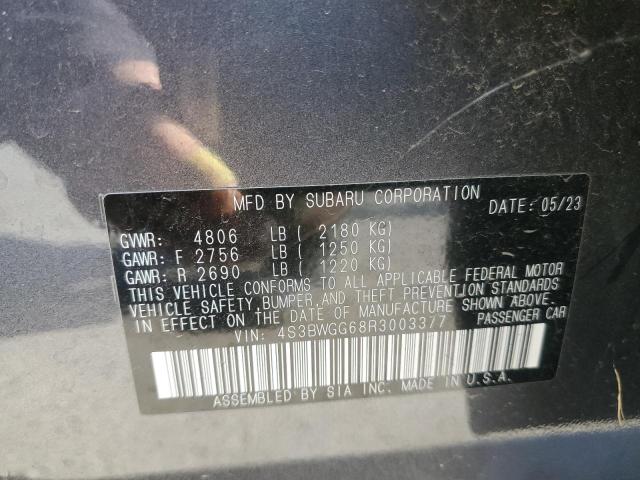 MFD BY SUBARU CORPORATION DATE: 05/23
GVWR: 4806 LB ( 2180 KG)
GAWR: F 2756 LB ( 1250 KG)
GAWR: R 2690 LB ( 1220 KG)
THIS VEHICLE CONFORMS TO ALL APPLICABLE FEDERAL MOTOR
VEHICLE SAFETY, BUMPER, AND THEFT PREVENTION STANDARDS
IN EFFECT ON THE DATE OF MANUFACTURE SHOWN ABOVE.
VIN: 4S3BWGG68R3003377 PASSENGER CAR
ASSEMBLED BY SIA INC. MADE IN U.S.A.